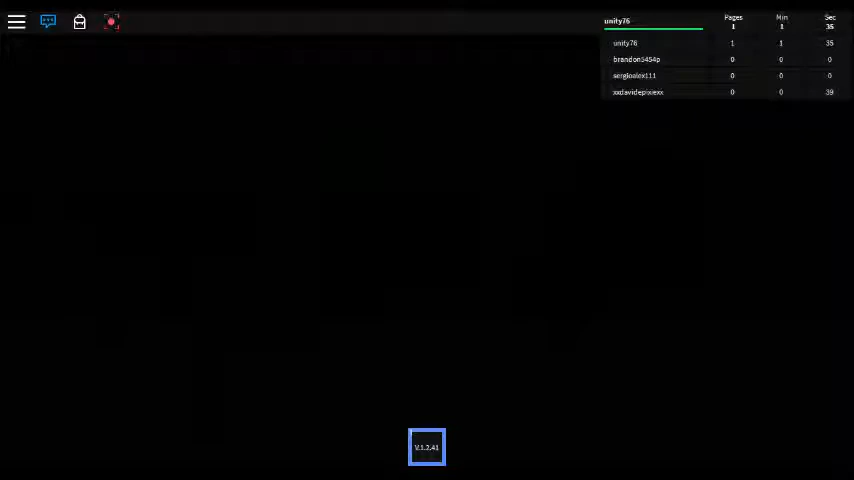 unity76 Pages Min Sec
1 1 35
unity76 1 1 35
brandon5454p 0 0 0
sergioalex111 0 0 0
xxdavidepixiexx 0 0 39
V.1.2.41